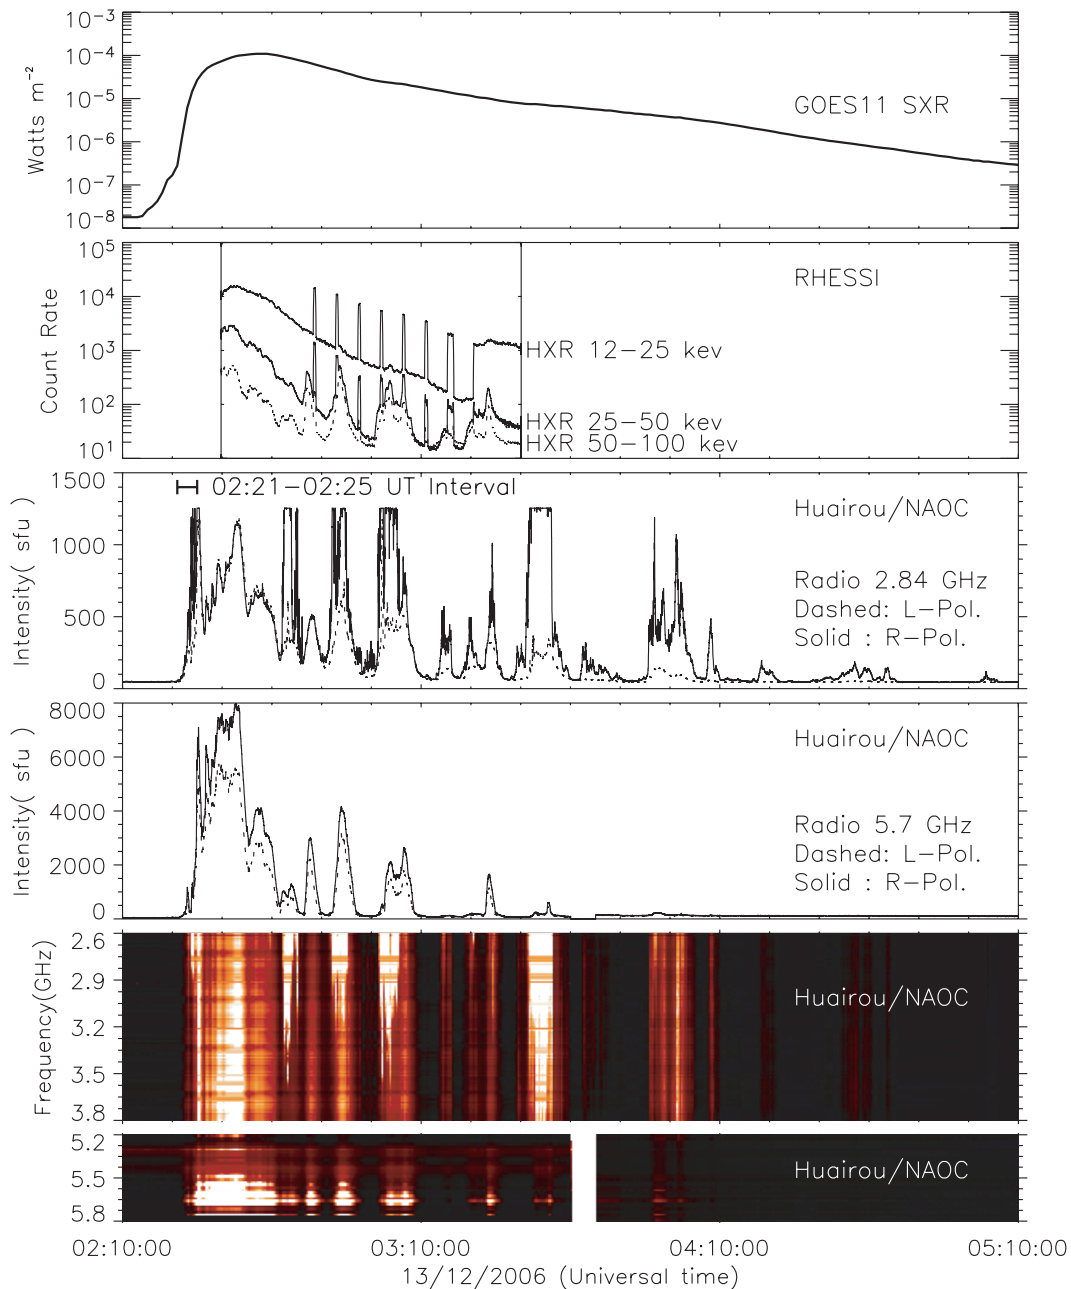 10⁻³
10⁻⁴
10⁻⁵
10⁻⁶
10⁻⁷
10⁻⁸
Watts m⁻²
GOES11 SXR
10⁵
10⁴
10³
10²
10¹
Count Rate
RHESSI
HXR 12−25 kev
HXR 25−50 kev
HXR 50−100 kev
1500
1000
500
0
Intensity( sfu )
02:21−02:25 UT Interval
Huairou/NAOC
Radio 2.84 GHz
Dashed: L−Pol.
Solid : R−Pol.
8000
6000
4000
2000
0
Intensity( sfu )
Huairou/NAOC
Radio 5.7 GHz
Dashed: L−Pol.
Solid : R−Pol.
2.6
2.9
3.2
3.5
3.8
Frequency(GHz)
Huairou/NAOC
5.2
5.5
5.8
Huairou/NAOC
02:10:00 03:10:00 04:10:00 05:10:00
13/12/2006 (Universal time)